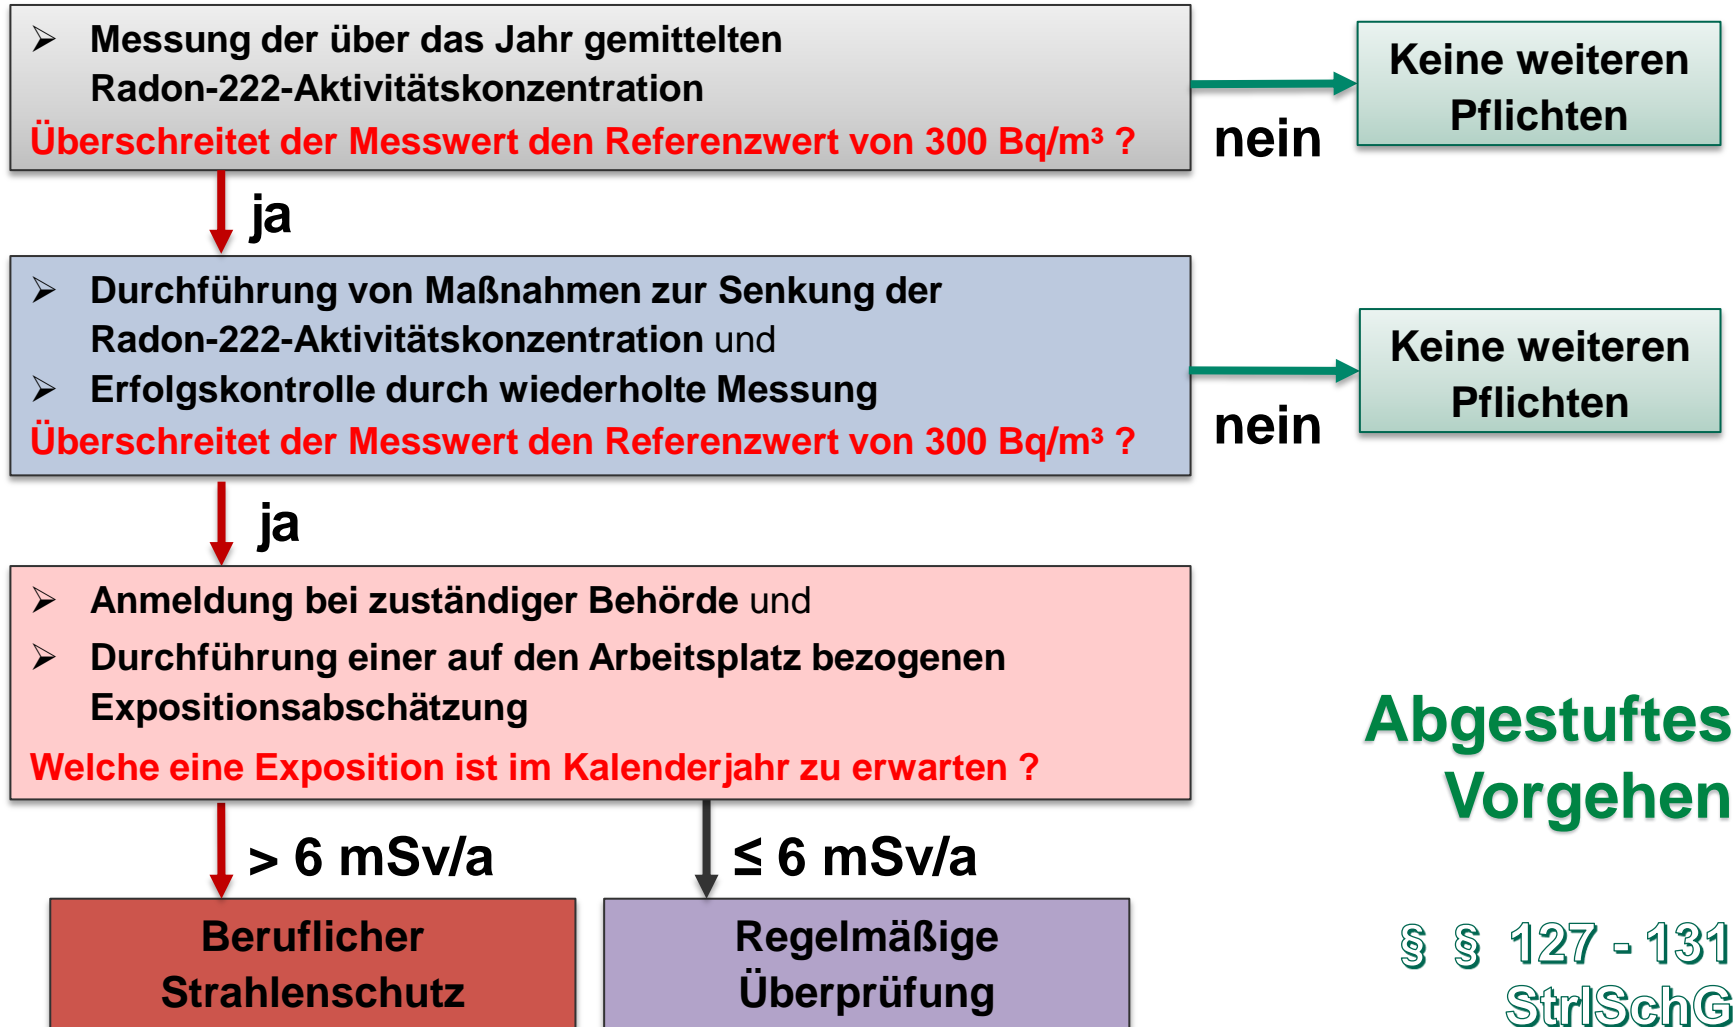 ➢ Messung der über das Jahr gemittelten
Radon-222-Aktivitätskonzentration
Überschreitet der Messwert den Referenzwert von 300 Bq/m³ ?
nein
Keine weiteren
Pflichten
ja
➢ Durchführung von Maßnahmen zur Senkung der
Radon-222-Aktivitätskonzentration und
➢ Erfolgskontrolle durch wiederholte Messung
Überschreitet der Messwert den Referenzwert von 300 Bq/m³ ?
nein
Keine weiteren
Pflichten
ja
➢ Anmeldung bei zuständiger Behörde und
➢ Durchführung einer auf den Arbeitsplatz bezogenen
Expositionsabschätzung
Welche eine Exposition ist im Kalenderjahr zu erwarten ?
> 6 mSv/a
≤ 6 mSv/a
Beruflicher
Strahlenschutz
Regelmäßige
Überprüfung
Abgestuftes
Vorgehen
§ § 127 - 131
StrlSchG